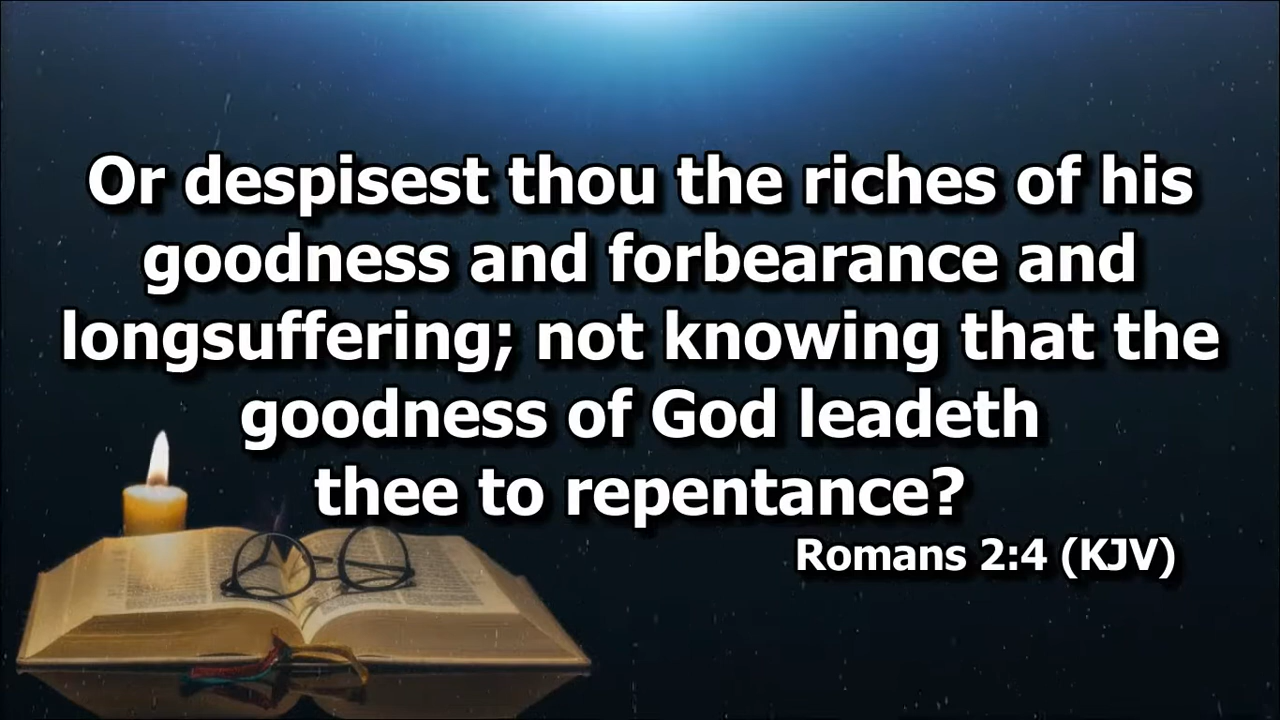 Or despisest thou the riches of his
goodness and forbearance and
longsuffering; not knowing that the
goodness of God leadeth
thee to repentance?
Romans 2:4 (KJV)